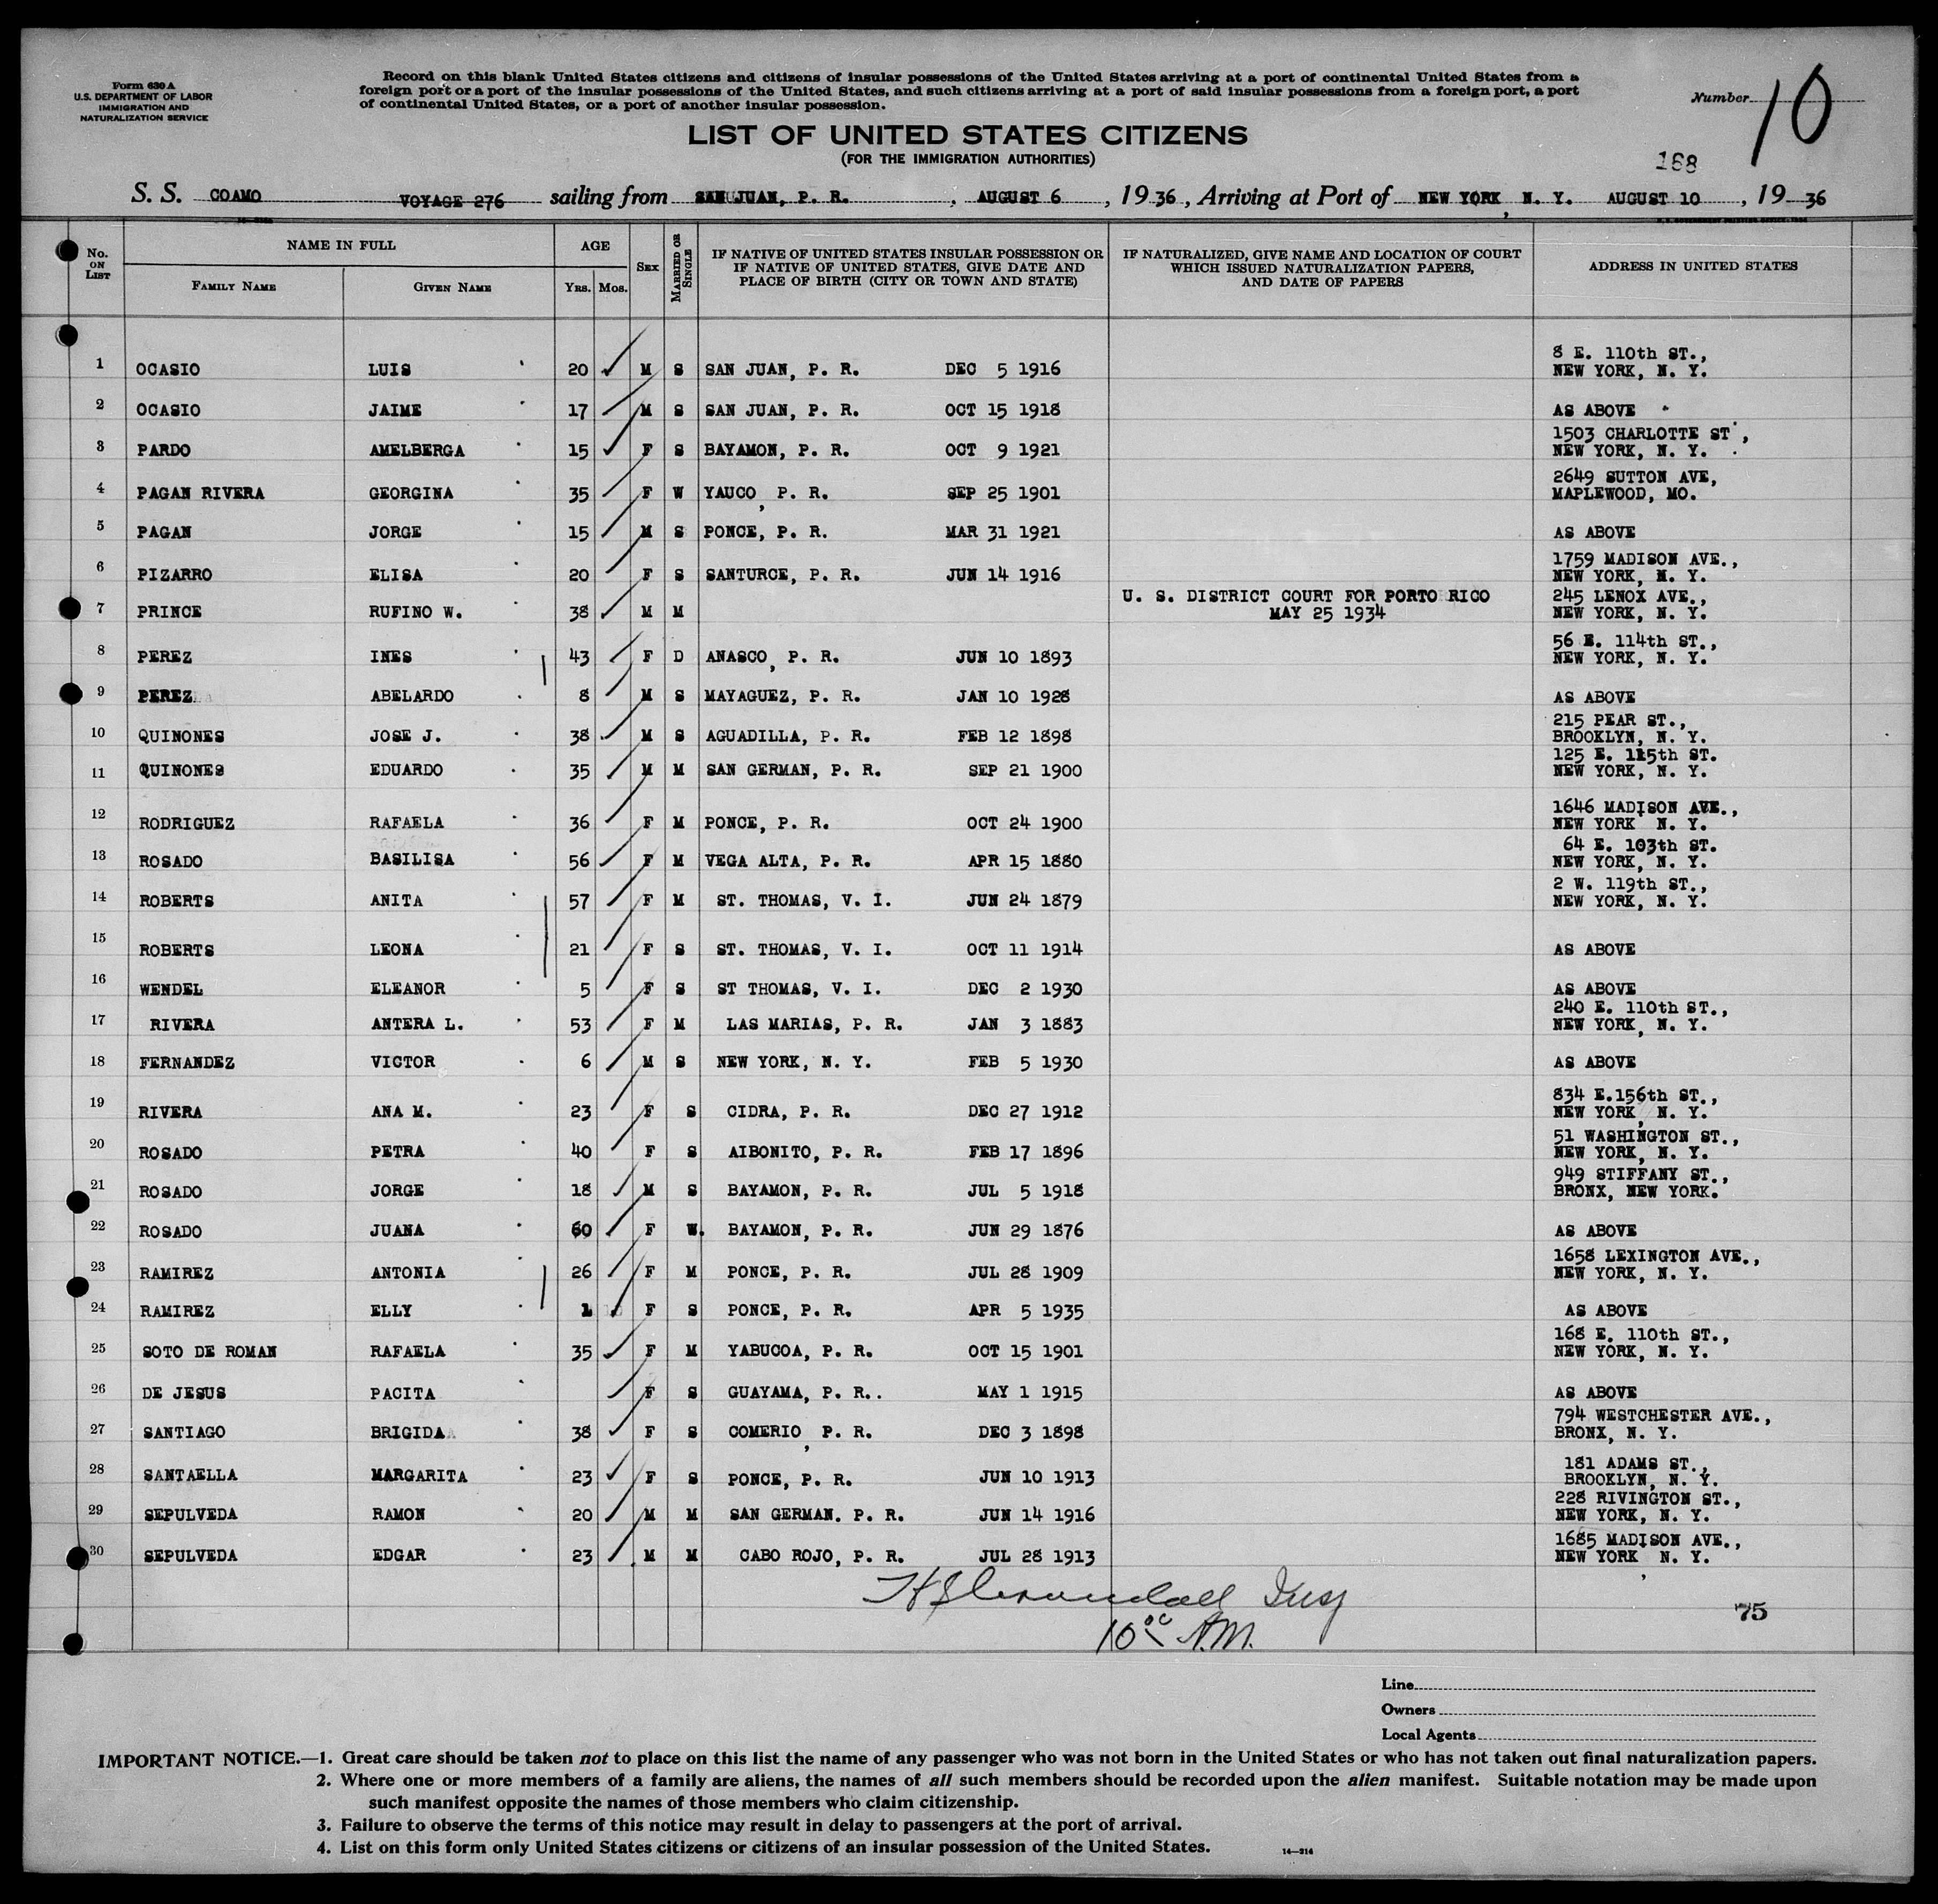 Form 630 A
U.S. DEPARTMENT OF LABOR
IMMIGRATION AND
NATURALIZATION SERVICE
Record on this blank United States citizens and citizens of insular possessions of the United States arriving at a port of continental United States from a
foreign port or a port of the insular possessions of the United States, and such citizens arriving at a port of said insular possessions from a foreign port, a port
of continental United States, or a port of another insular possession.
Number 10
LIST OF UNITED STATES CITIZENS
(FOR THE IMMIGRATION AUTHORITIES)
168
S. S. COAMO VOYAGE 276 sailing from SAN JUAN, P. R., AUGUST 6, 1936, Arriving at Port of NEW YORK, N. Y. AUGUST 10, 19 36
No. ON LIST
NAME IN FULL
FAMILY NAME GIVEN NAME
AGE
YRS. MOS.
SEX
MARRIED OR SINGLE
IF NATIVE OF UNITED STATES INSULAR POSSESSION OR
IF NATIVE OF UNITED STATES, GIVE DATE AND
PLACE OF BIRTH (CITY OR TOWN AND STATE)
IF NATURALIZED, GIVE NAME AND LOCATION OF COURT
WHICH ISSUED NATURALIZATION PAPERS,
AND DATE OF PAPERS
ADDRESS IN UNITED STATES
1 OCASIO LUIS 20 M S SAN JUAN, P. R. DEC 5 1916 8 E. 110th ST.,
NEW YORK, N. Y.
2 OCASIO JAIME 17 M S SAN JUAN, P. R. OCT 15 1918 AS ABOVE
3 PARDO AMELBERGA 15 F S BAYAMON, P. R. OCT 9 1921 1503 CHARLOTTE ST,
NEW YORK, N. Y.
4 PAGAN RIVERA GEORGINA 35 F W YAUCO, P. R. SEP 25 1901 2649 SUTTON AVE,
MAPLEWOOD, MO.
5 PAGAN JORGE 15 M S PONCE, P. R. MAR 31 1921 AS ABOVE
6 PIZARRO ELISA 20 F S SANTURCE, P. R. JUN 14 1916 1759 MADISON AVE.,
NEW YORK, N. Y.
7 PRINCE RUFINO W. 38 M M U. S. DISTRICT COURT FOR PORTO RICO
MAY 25 1934 245 LENOX AVE.,
NEW YORK, N. Y.
8 PEREZ INES 43 F D ANASCO, P. R. JUN 10 1893 56 E. 114th ST.,
NEW YORK, N. Y.
9 PEREZ ABELARDO 8 M S MAYAGUEZ, P. R. JAN 10 1928 AS ABOVE
10 QUINONES JOSE J. 38 M S AGUADILLA, P. R. FEB 12 1898 215 PEAR ST.,
BROOKLYN, N. Y.
11 QUINONES EDUARDO 35 M M SAN GERMAN, P. R. SEP 21 1900 125 E. 115th ST.
NEW YORK, N. Y.
12 RODRIGUEZ RAFAELA 36 F M PONCE, P. R. OCT 24 1900 1646 MADISON AVE.,
NEW YORK, N. Y.
13 ROSADO BASILISA 56 F M VEGA ALTA, P. R. APR 15 1880 64 E. 103th ST.
NEW YORK, N. Y.
14 ROBERTS ANITA 57 F M ST. THOMAS, V. I. JUN 24 1879 2 W. 119th ST.,
NEW YORK, N. Y.
15 ROBERTS LEONA 21 F S ST. THOMAS, V. I. OCT 11 1914 AS ABOVE
16 WENDEL ELEANOR 5 F S ST THOMAS, V. I. DEC 2 1930 AS ABOVE
17 RIVERA ANTERA L. 53 F M LAS MARIAS, P. R. JAN 3 1883 240 E. 110th ST.,
NEW YORK, N. Y.
18 FERNANDEZ VICTOR 6 M S NEW YORK, N. Y. FEB 5 1930 AS ABOVE
19 RIVERA ANA M. 23 F S CIDRA, P. R. DEC 27 1912 834 E.156th ST.,
NEW YORK, N. Y.
20 ROSADO PETRA 40 F S AIBONITO, P. R. FEB 17 1896 51 WASHINGTON ST.,
NEW YORK, N. Y.
21 ROSADO JORGE 18 M S BAYAMON, P. R. JUL 5 1918 949 STIFFANY ST.,
BRONX, NEW YORK.
22 ROSADO JUANA 60 F W. BAYAMON, P. R. JUN 29 1876 AS ABOVE
23 RAMIREZ ANTONIA 26 F M PONCE, P. R. JUL 28 1909 1658 LEXINGTON AVE.,
NEW YORK, N. Y.
24 RAMIREZ ELLY 1 F S PONCE, P. R. APR 5 1935 AS ABOVE
25 SOTO DE ROMAN RAFAELA 35 F M YABUCOA, P. R. OCT 15 1901 168 E. 110th ST.,
NEW YORK, N. Y.
26 DE JESUS PACITA F S GUAYAMA, P. R.. MAY 1 1915 AS ABOVE
27 SANTIAGO BRIGIDA 38 F S COMERIO, P. R. DEC 3 1898 794 WESTCHESTER AVE.,
BRONX, N. Y.
28 SANTAELLA MARGARITA 23 F S PONCE, P. R. JUN 10 1913 181 ADAMS ST.,
BROOKLYN, N. Y.
29 SEPULVEDA RAMON 20 M M SAN GERMAN. P. R. JUN 14 1916 228 RIVINGTON ST.,
NEW YORK, N. Y.
30 SEPULVEDA EDGAR 23 M M CABO ROJO, P. R. JUL 28 1913 1685 MADISON AVE.,
NEW YORK, N. Y.
10 00 A.M.
75
Line
Owners
Local Agents
IMPORTANT NOTICE.—1. Great care should be taken not to place on this list the name of any passenger who was not born in the United States or who has not taken out final naturalization papers.
2. Where one or more members of a family are aliens, the names of all such members should be recorded upon the alien manifest. Suitable notation may be made upon
such manifest opposite the names of those members who claim citizenship.
3. Failure to observe the terms of this notice may result in delay to passengers at the port of arrival.
4. List on this form only United States citizens or citizens of an insular possession of the United States.
14—214